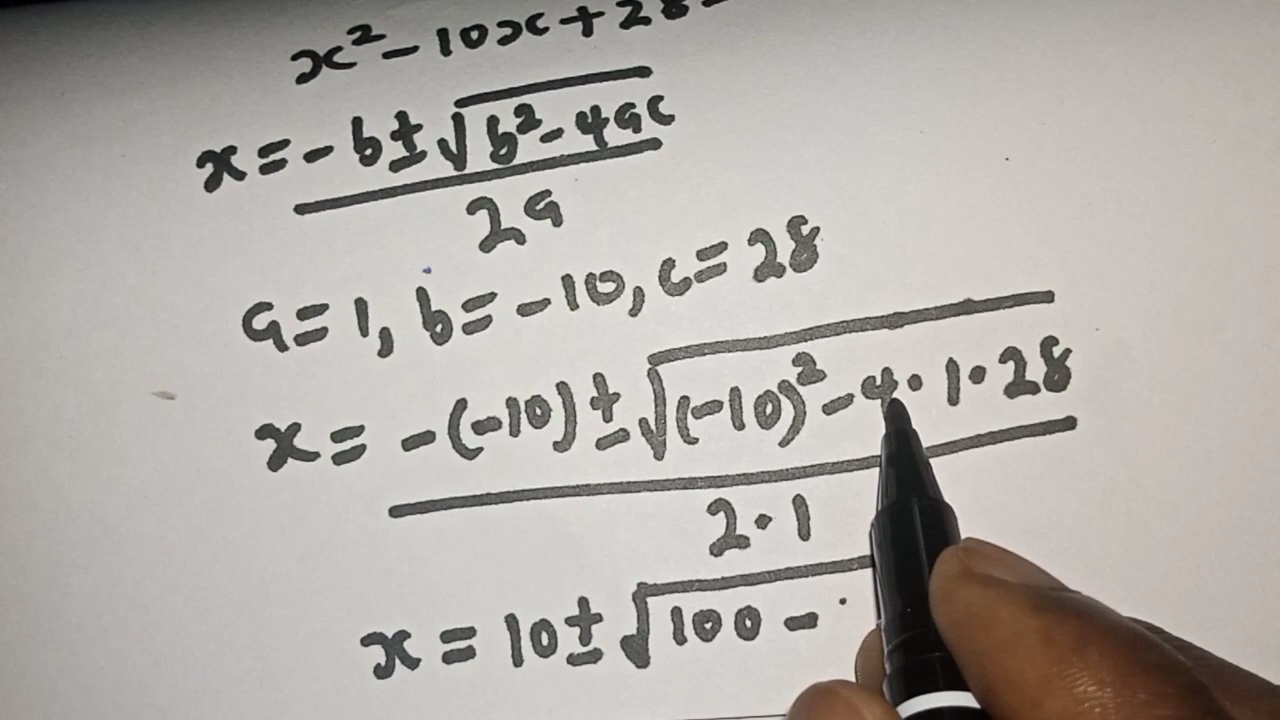 x² - 10x + 28
x = -b ± √b² - 4ac
2a
a = 1, b = -10, c = 28
x = -(-10) ± √(-10)² - 4 · 1 · 28
2 · 1
x = 10 ± √100 -